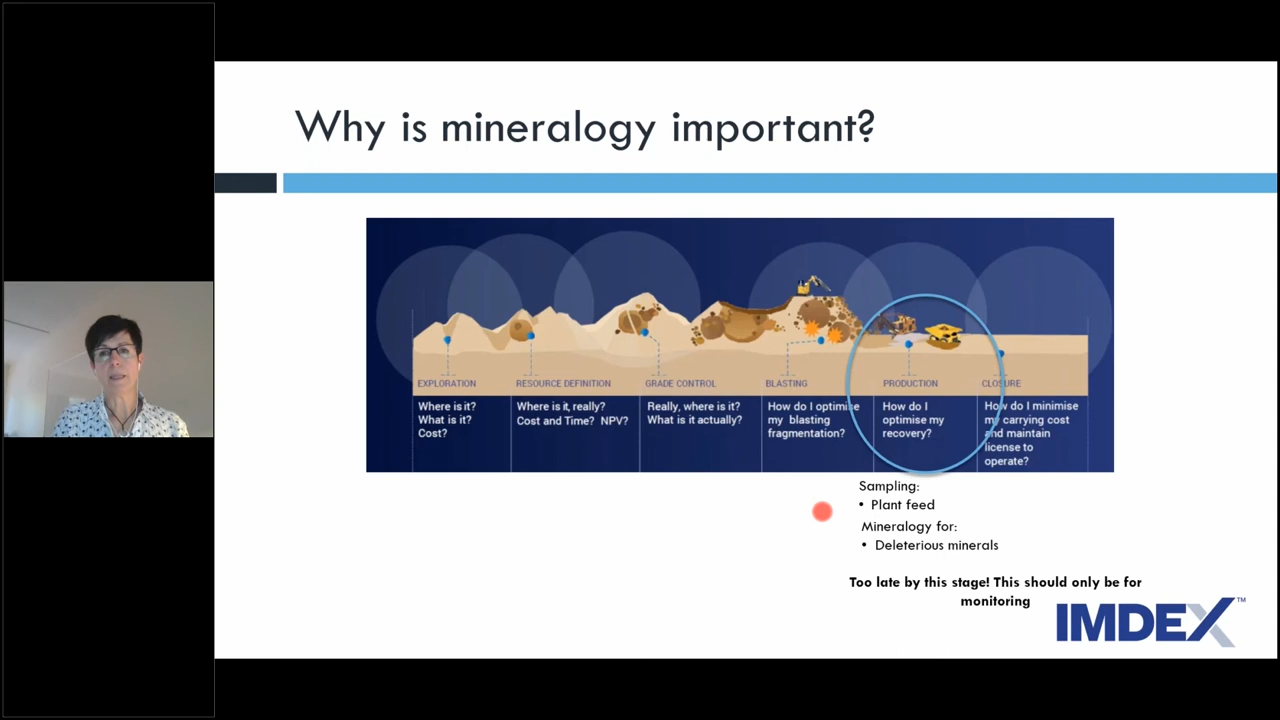 Why is mineralogy important?
EXPLORATION
Where is it?
What is it?
Cost?
RESOURCE DEFINITION
Where is it, really?
Cost and Time? NPV?
GRADE CONTROL
Really, where is it?
What is it actually?
BLASTING
How do I optimise
my blasting
fragmentation?
PRODUCTION
How do I
optimise my
recovery?
CLOSURE
How do I minimise
my carrying cost
and maintain
license to
operate?
Sampling:
• Plant feed
Mineralogy for:
• Deleterious minerals
Too late by this stage! This should only be for
monitoring
IMDEX™